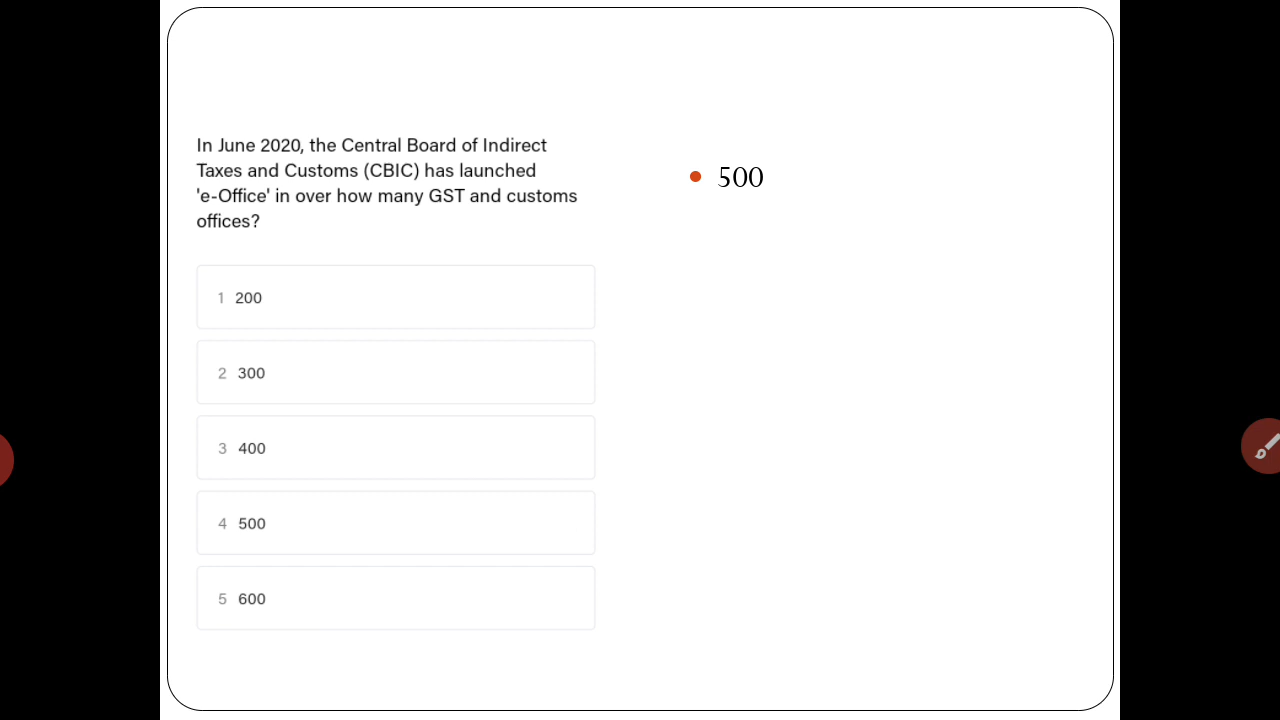 In June 2020, the Central Board of Indirect
Taxes and Customs (CBIC) has launched
'e-Office' in over how many GST and customs
offices?
1 200
2 300
3 400
4 500
5 600
• 500